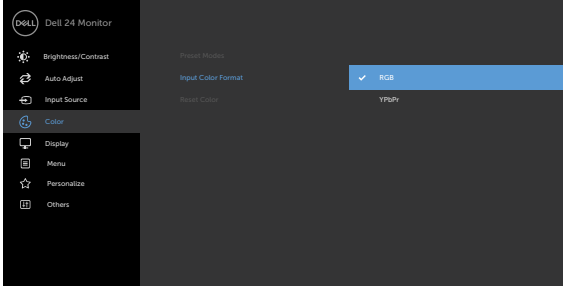 DELL Dell 24 Monitor
Brightness/Contrast
Auto Adjust
Input Source
Color
Display
Menu
Personalize
Others
Preset Modes
Input Color Format
Reset Color
RGB
YPbPr